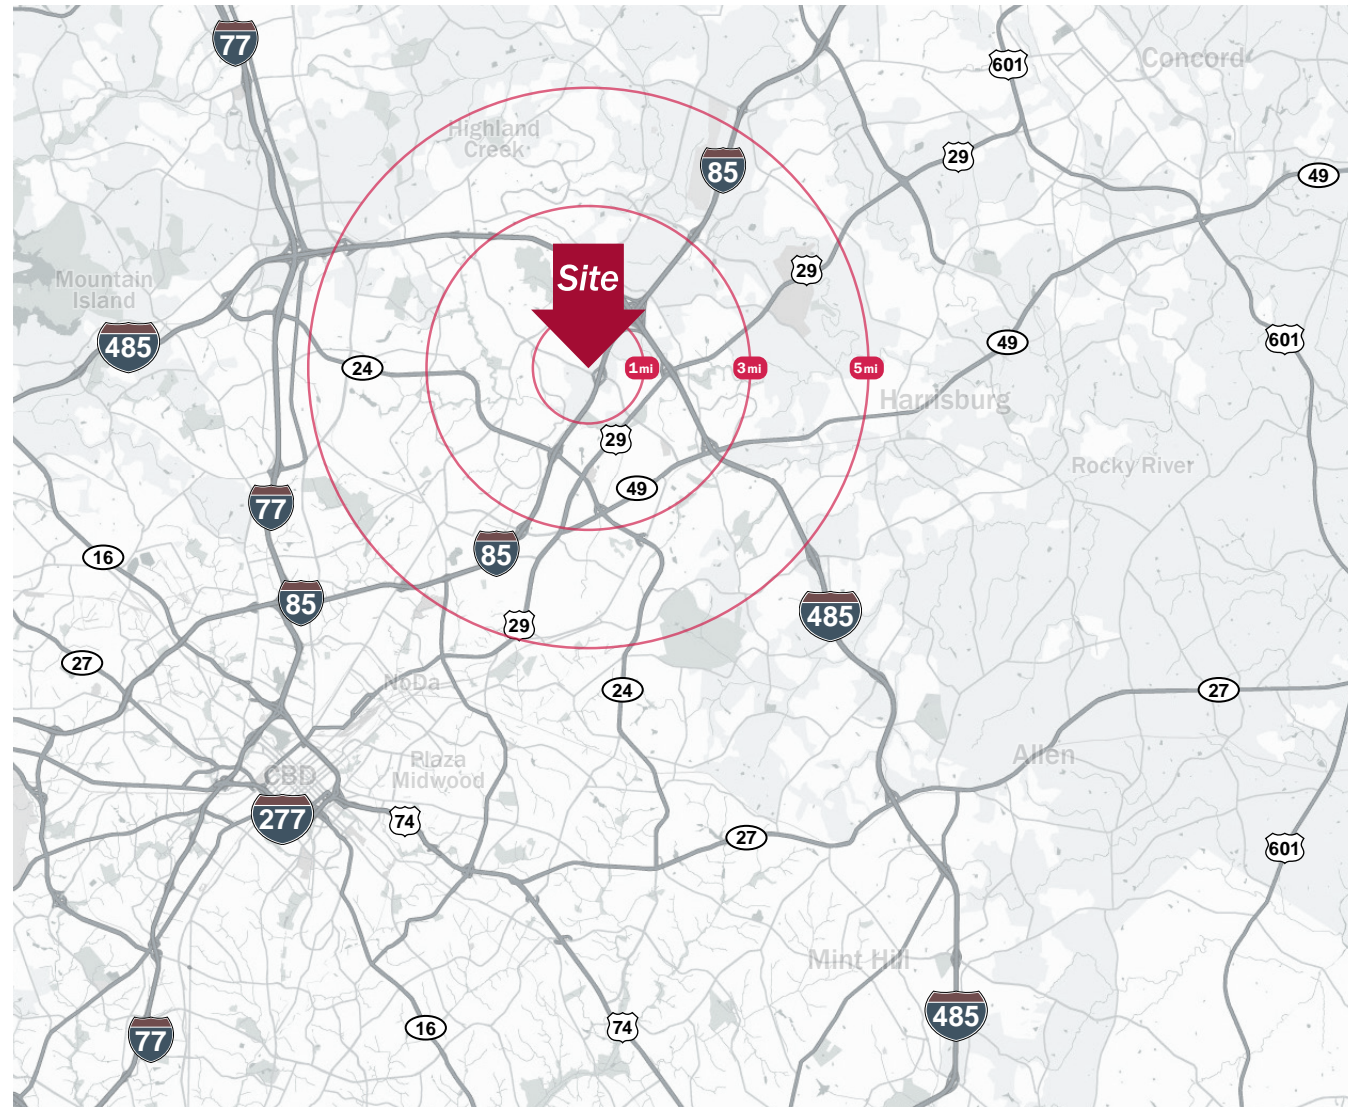 77
Concord
601
Highland
Creek
29
85
49
Site
29
Mountain
Island
485
49
601
24
1mi
3mi
5mi
Harrisburg
29
Rocky River
49
77
85
16
85
485
29
27
24
27
NoDa
Allen
Plaza
Midwood
CBD
277
74
27
601
Mint Hill
485
16
74
77